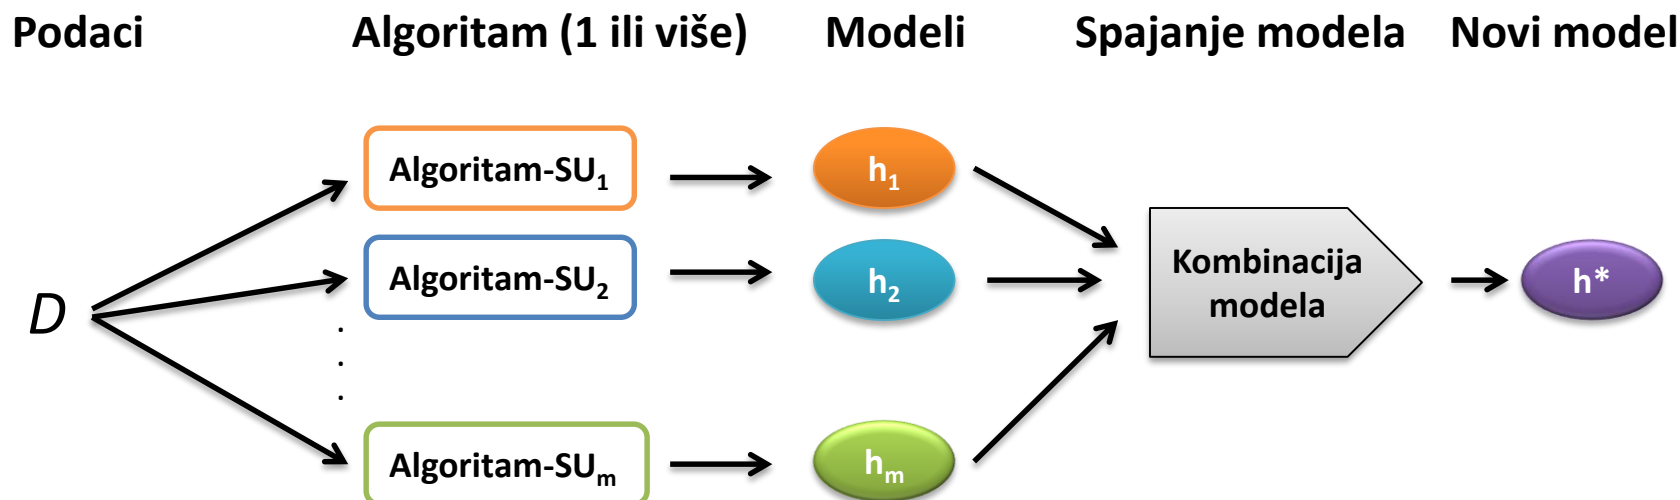 Podaci
Algoritam (1 ili više)
Modeli
Spajanje modela
Novi model
D
Algoritam-SU₁
h₁
Algoritam-SU₂
h₂
.
.
.
Algoritam-SUₘ
hₘ
Kombinacija
modela
h*